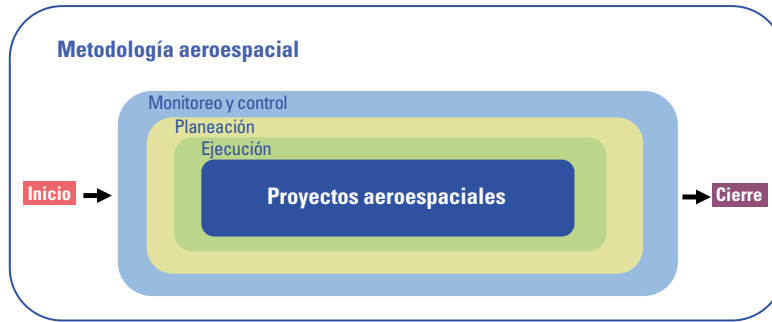 Metodología aeroespacial
Monitoreo y control
Planeación
Ejecución
Inicio
Proyectos aeroespaciales
Cierre